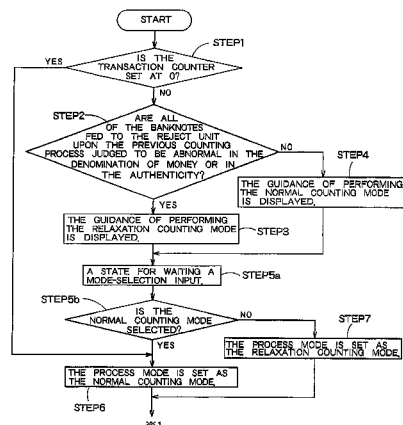 START
STEP1
IS THE
TRANSACTION COUNTER
SET AT 0?
YES
NO
STEP2
ARE ALL
OF THE BANKNOTES
FED TO THE REJECT UNIT
UPON THE PREVIOUS COUNTING
PROCESS JUDGED TO BE ABNORMAL IN THE
DENOMINATION OF MONEY OR IN
THE AUTHENTICITY?
NO
STEP4
THE GUIDANCE OF PERFORMING
THE NORMAL COUNTING MODE
IS DISPLAYED.
YES
THE GUIDANCE OF PERFORMING
THE RELAXATION COUNTING MODE
IS DISPLAYED.
STEP3
A STATE FOR WAITING A
MODE-SELECTION INPUT.
STEP5a
STEP5b
IS THE
NORMAL COUNTING MODE
SELECTED?
NO
STEP7
THE PROCESS MODE IS SET AS
THE RELAXATION COUNTING MODE.
YES
THE PROCESS MODE IS SET AS
THE NORMAL COUNTING MODE.
STEP6